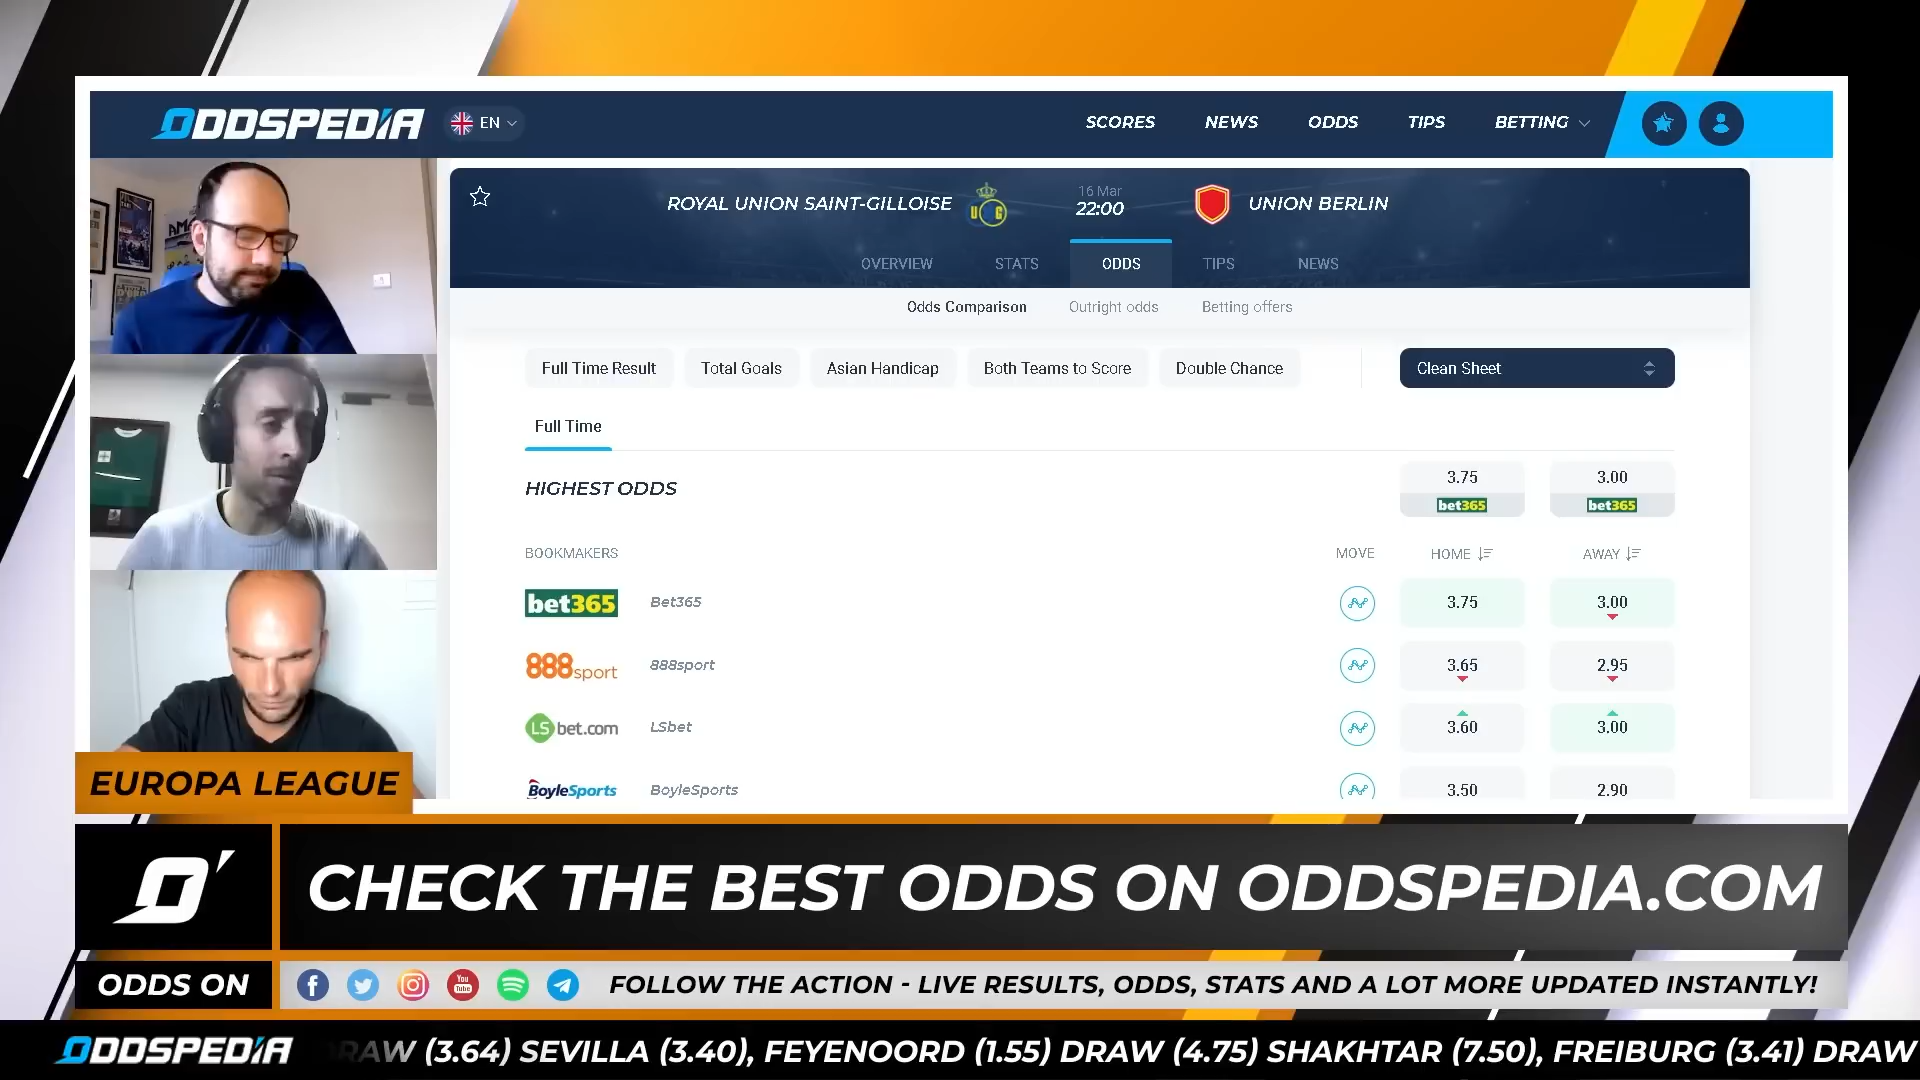 ODDSPEDIA
EN
SCORES
NEWS
ODDS
TIPS
BETTING
ROYAL UNION SAINT-GILLOISE
16 Mar
22:00
UNION BERLIN
OVERVIEW
STATS
ODDS
TIPS
NEWS
Odds Comparison
Outright odds
Betting offers
Full Time Result
Total Goals
Asian Handicap
Both Teams to Score
Double Chance
Clean Sheet
Full Time
HIGHEST ODDS
3.75
bet365
3.00
bet365
BOOKMAKERS
MOVE
HOME
AWAY
bet365
Bet365
3.75
3.00
888sport
888sport
3.65
2.95
LSbet.com
LSbet
3.60
3.00
BoyleSports
BoyleSports
3.50
2.90
EUROPA LEAGUE
CHECK THE BEST ODDS ON ODDSPEDIA.COM
ODDS ON
You Tube
FOLLOW THE ACTION - LIVE RESULTS, ODDS, STATS AND A LOT MORE UPDATED INSTANTLY!
ODDSPEDIA
RAW (3.64) SEVILLA (3.40), FEYENOORD (1.55) DRAW (4.75) SHAKHTAR (7.50), FREIBURG (3.41) DRAW